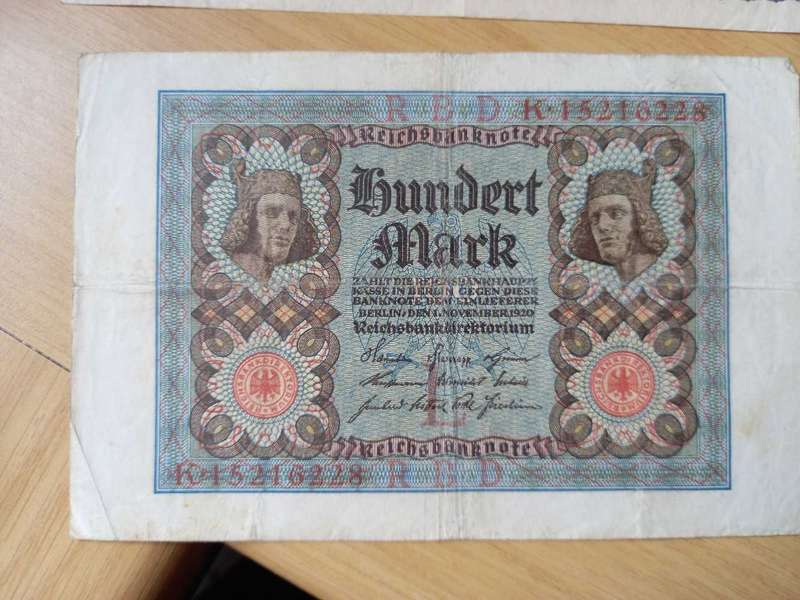 R B D K·15216228
Reichsbanknote
Hundert
Mark
ZAHLT DIE REICHSBANKHAUPT-
KASSE IN BERLIN GEGEN DIESE
BANKNOTE DEM EINLIEFERER
BERLIN, DEN 1. NOVEMBER 1920
Reichsbankdirektorium
L
Reichsbanknote
K·15216228 R B D